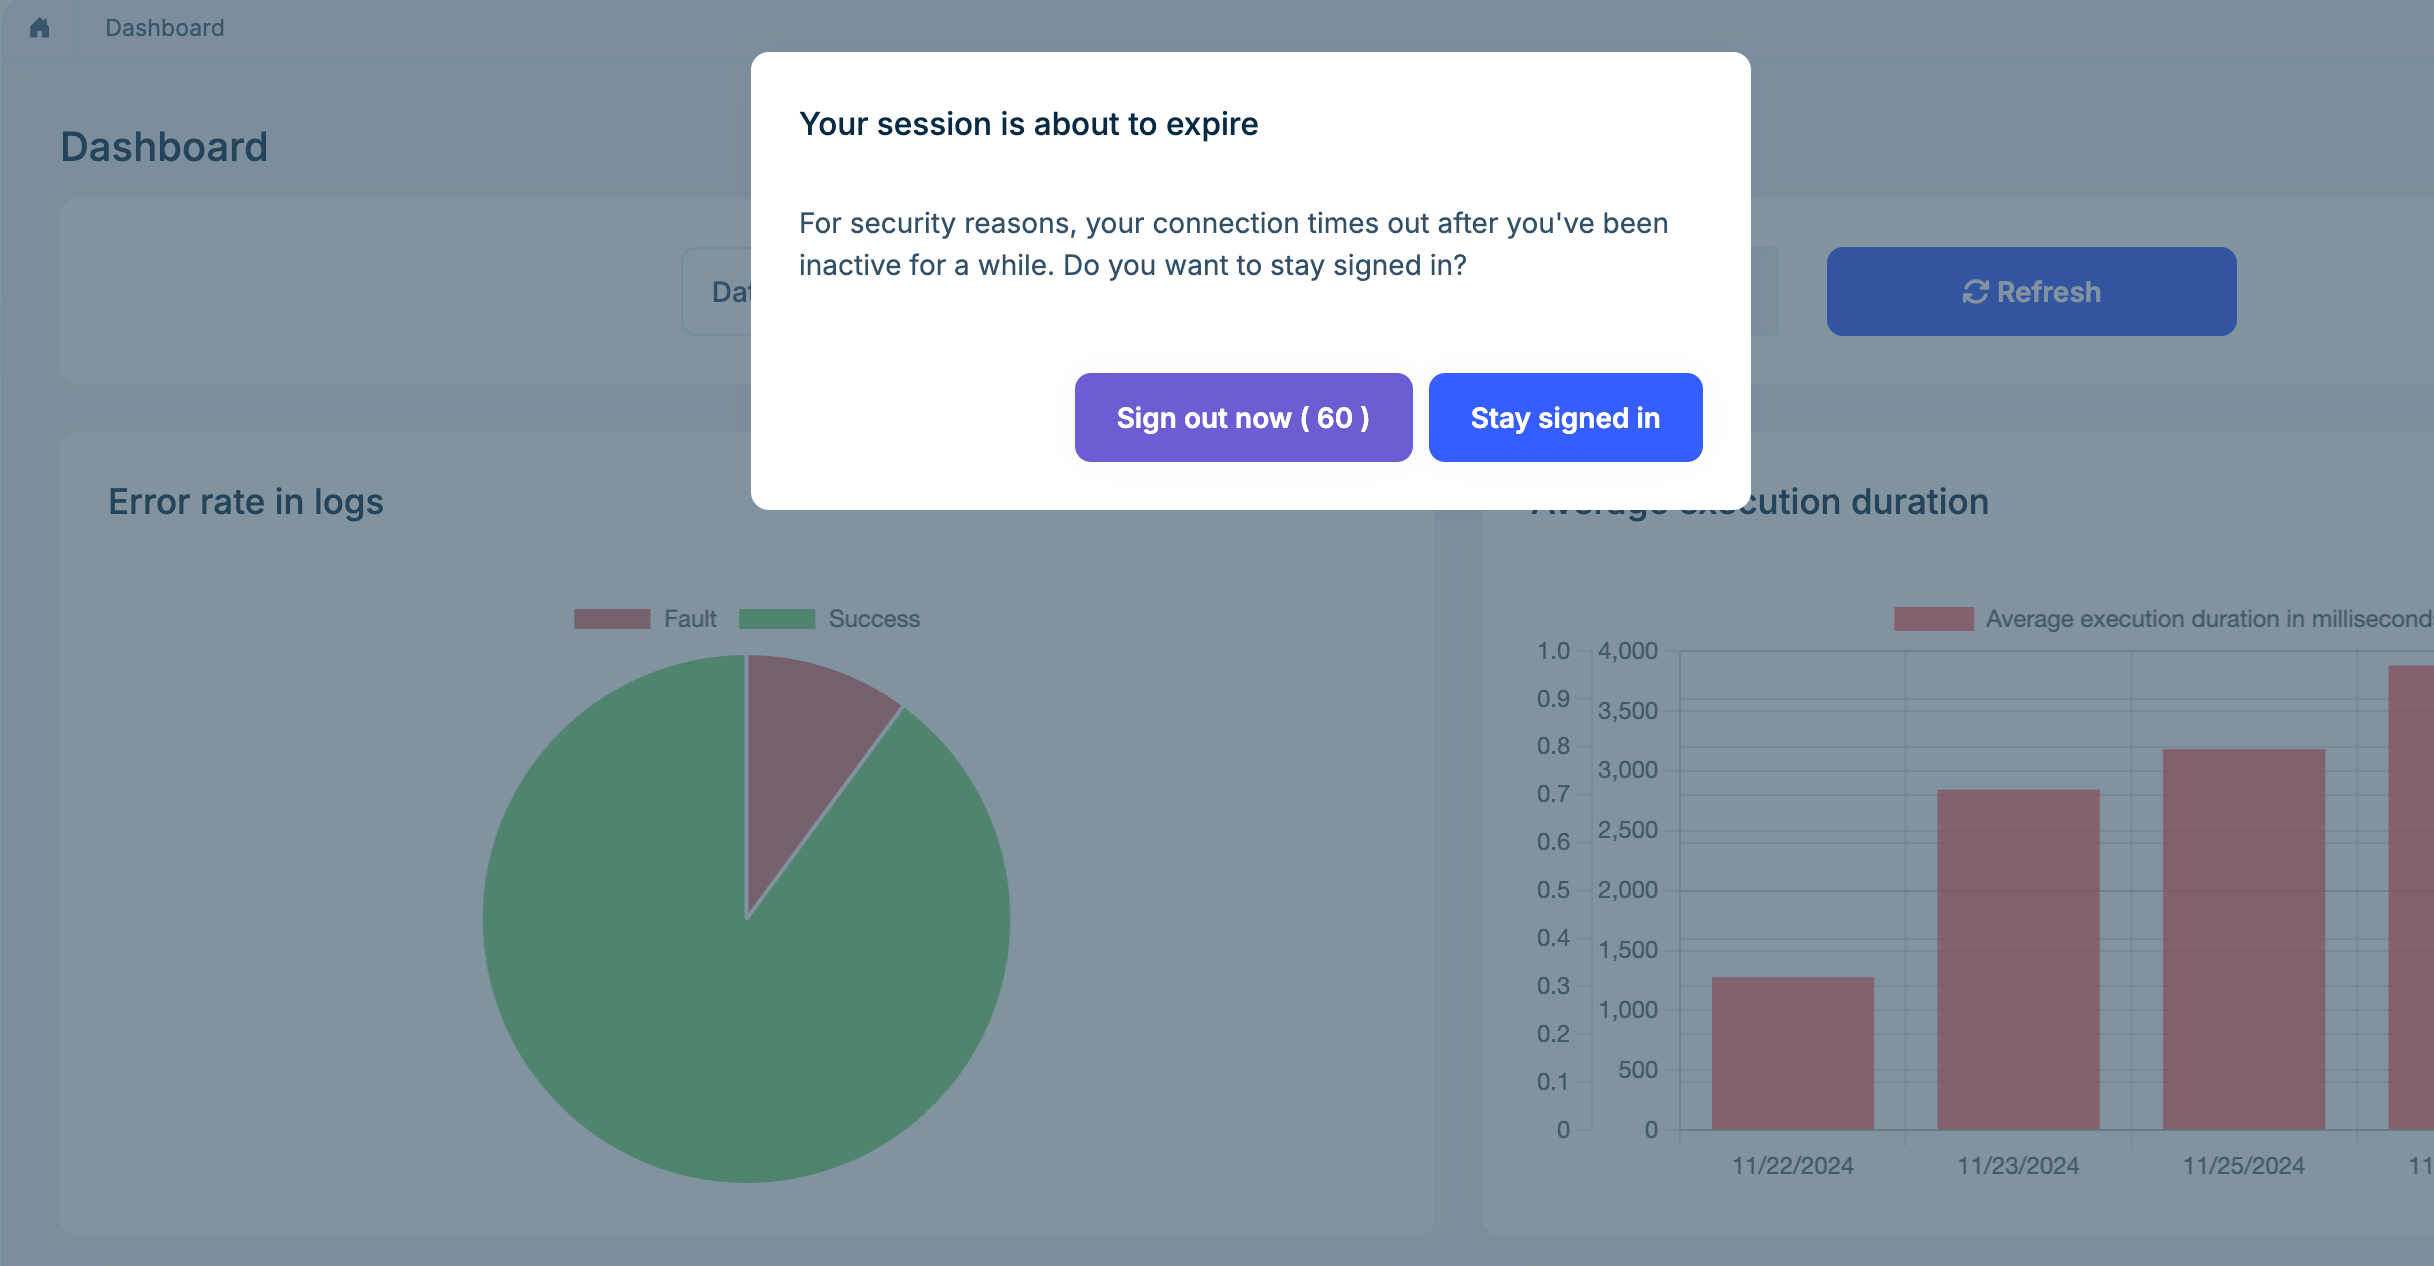 Dashboard
Your session is about to expire
Dashboard
For security reasons, your connection times out after you've been
inactive for a while. Do you want to stay signed in?
Refresh
Sign out now ( 60 )
Stay signed in
Error rate in logs
execution duration
Fault
Success
Average execution duration in milliseconds
1.0
0.9
0.8
0.7
0.6
0.5
0.4
0.3
0.2
0.1
0
4,000
3,500
3,000
2,500
2,000
1,500
1,000
500
0
11/22/2024
11/23/2024
11/25/2024